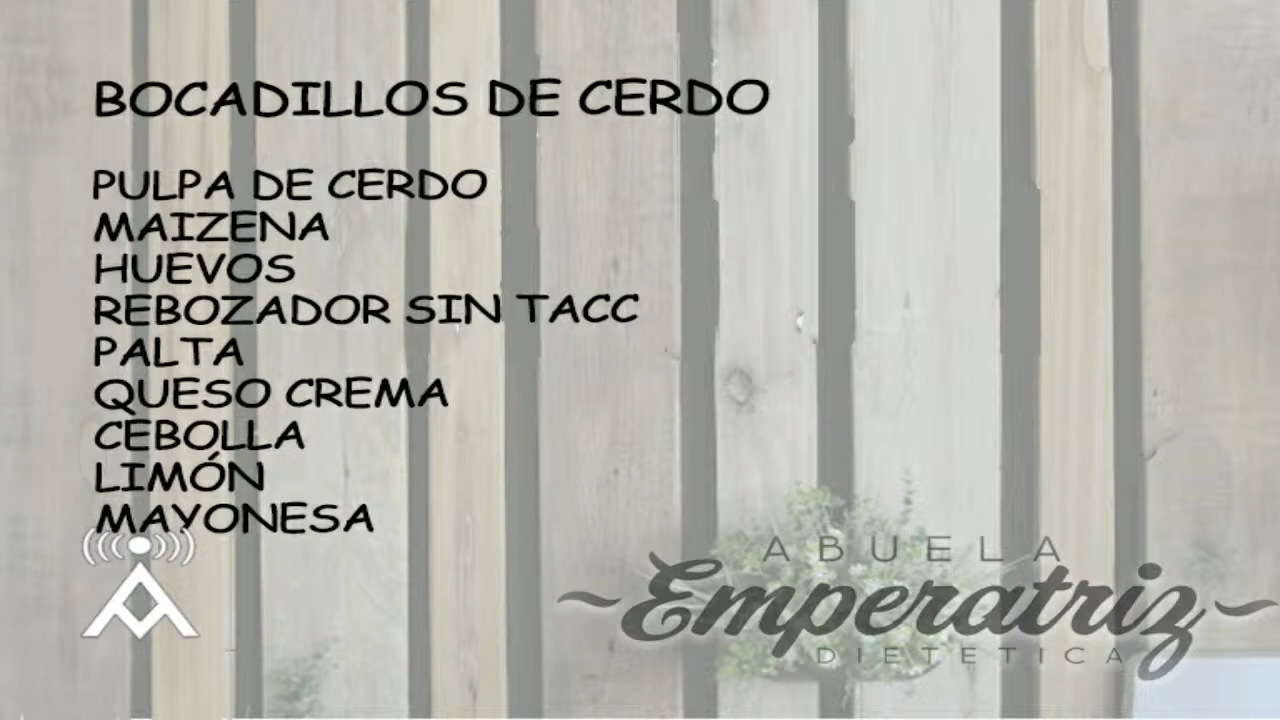 BOCADILLOS DE CERDO
PULPA DE CERDO
MAIZENA
HUEVOS
REBOZADOR SIN TACC
PALTA
QUESO CREMA
CEBOLLA
LIMÓN
MAYONESA
ABUELA
~Emperatriz~
DIETETICA